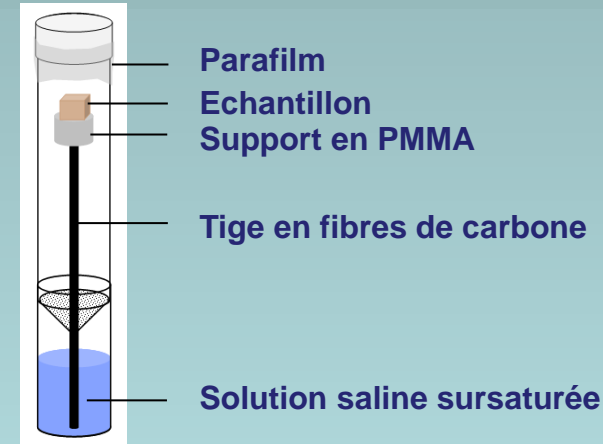 Parafilm
Echantillon
Support en PMMA
Tige en fibres de carbone
Solution saline sursaturée